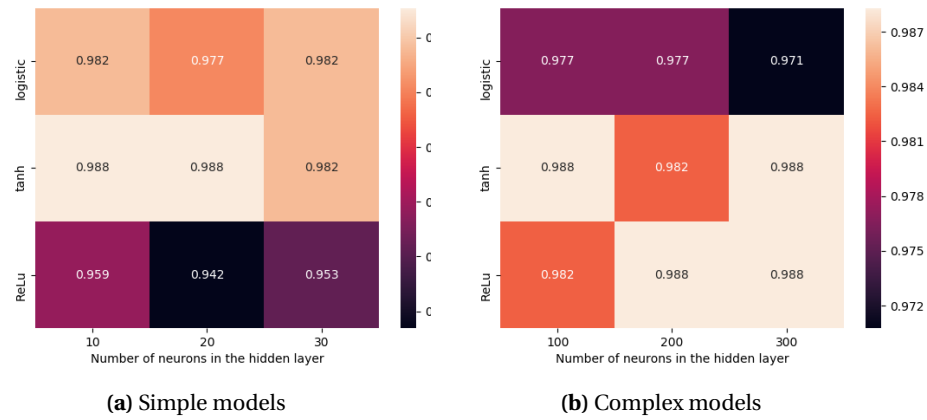 logistic 0.982 0.977 0.982
tanh 0.988 0.988 0.982
ReLu 0.959 0.942 0.953
10 20 30
Number of neurons in the hidden layer
(a) Simple models
logistic 0.977 0.977 0.971
tanh 0.988 0.982 0.988
ReLu 0.982 0.988 0.988
100 200 300
Number of neurons in the hidden layer
0.987
0.984
0.981
0.978
0.975
0.972
(b) Complex models